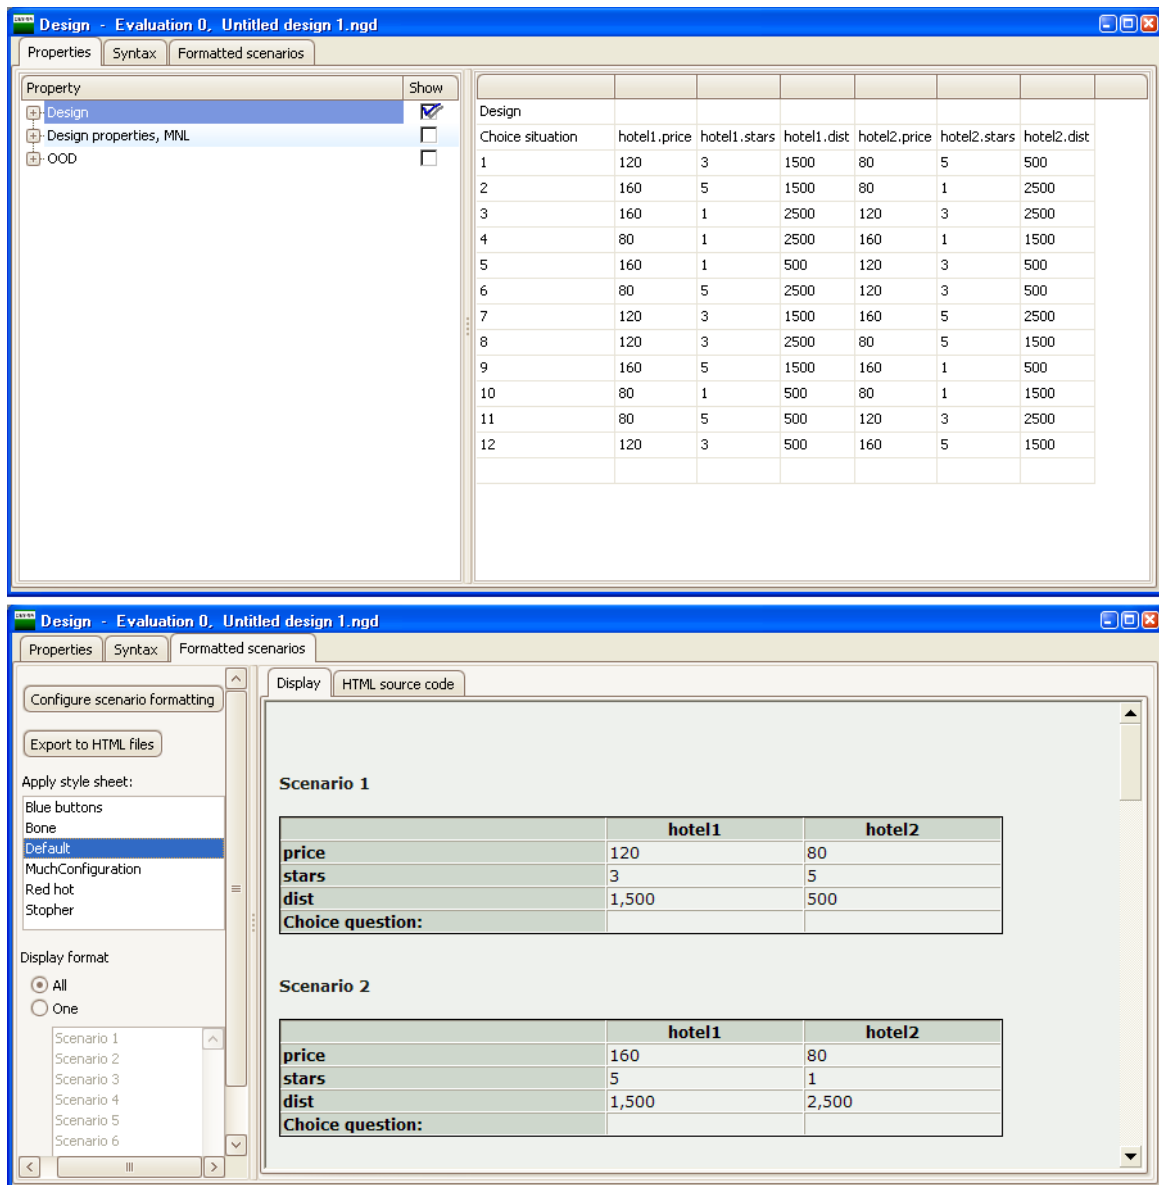 Design - Evaluation 0, Untitled design 1.ngd
Properties Syntax Formatted scenarios
Property Show
Design
Design properties, MNL
OOD
Design
Choice situation hotel1.price hotel1.stars hotel1.dist hotel2.price hotel2.stars hotel2.dist
1 120 3 1500 80 5 500
2 160 5 1500 80 1 2500
3 160 1 2500 120 3 2500
4 80 1 2500 160 1 1500
5 160 1 500 120 3 500
6 80 5 2500 120 3 500
7 120 3 1500 160 5 2500
8 120 3 2500 80 5 1500
9 160 5 1500 160 1 500
10 80 1 500 80 1 1500
11 80 5 500 120 3 2500
12 120 3 500 160 5 1500
Design - Evaluation 0, Untitled design 1.ngd
Properties Syntax Formatted scenarios
Configure scenario formatting
Export to HTML files
Apply style sheet:
Blue buttons
Bone
Default
MuchConfiguration
Red hot
Stopher
Display format
All
One
Scenario 1
Scenario 2
Scenario 3
Scenario 4
Scenario 5
Scenario 6
Display HTML source code
Scenario 1
hotel1 hotel2
price 120 80
stars 3 5
dist 1,500 500
Choice question:
Scenario 2
hotel1 hotel2
price 160 80
stars 5 1
dist 1,500 2,500
Choice question: